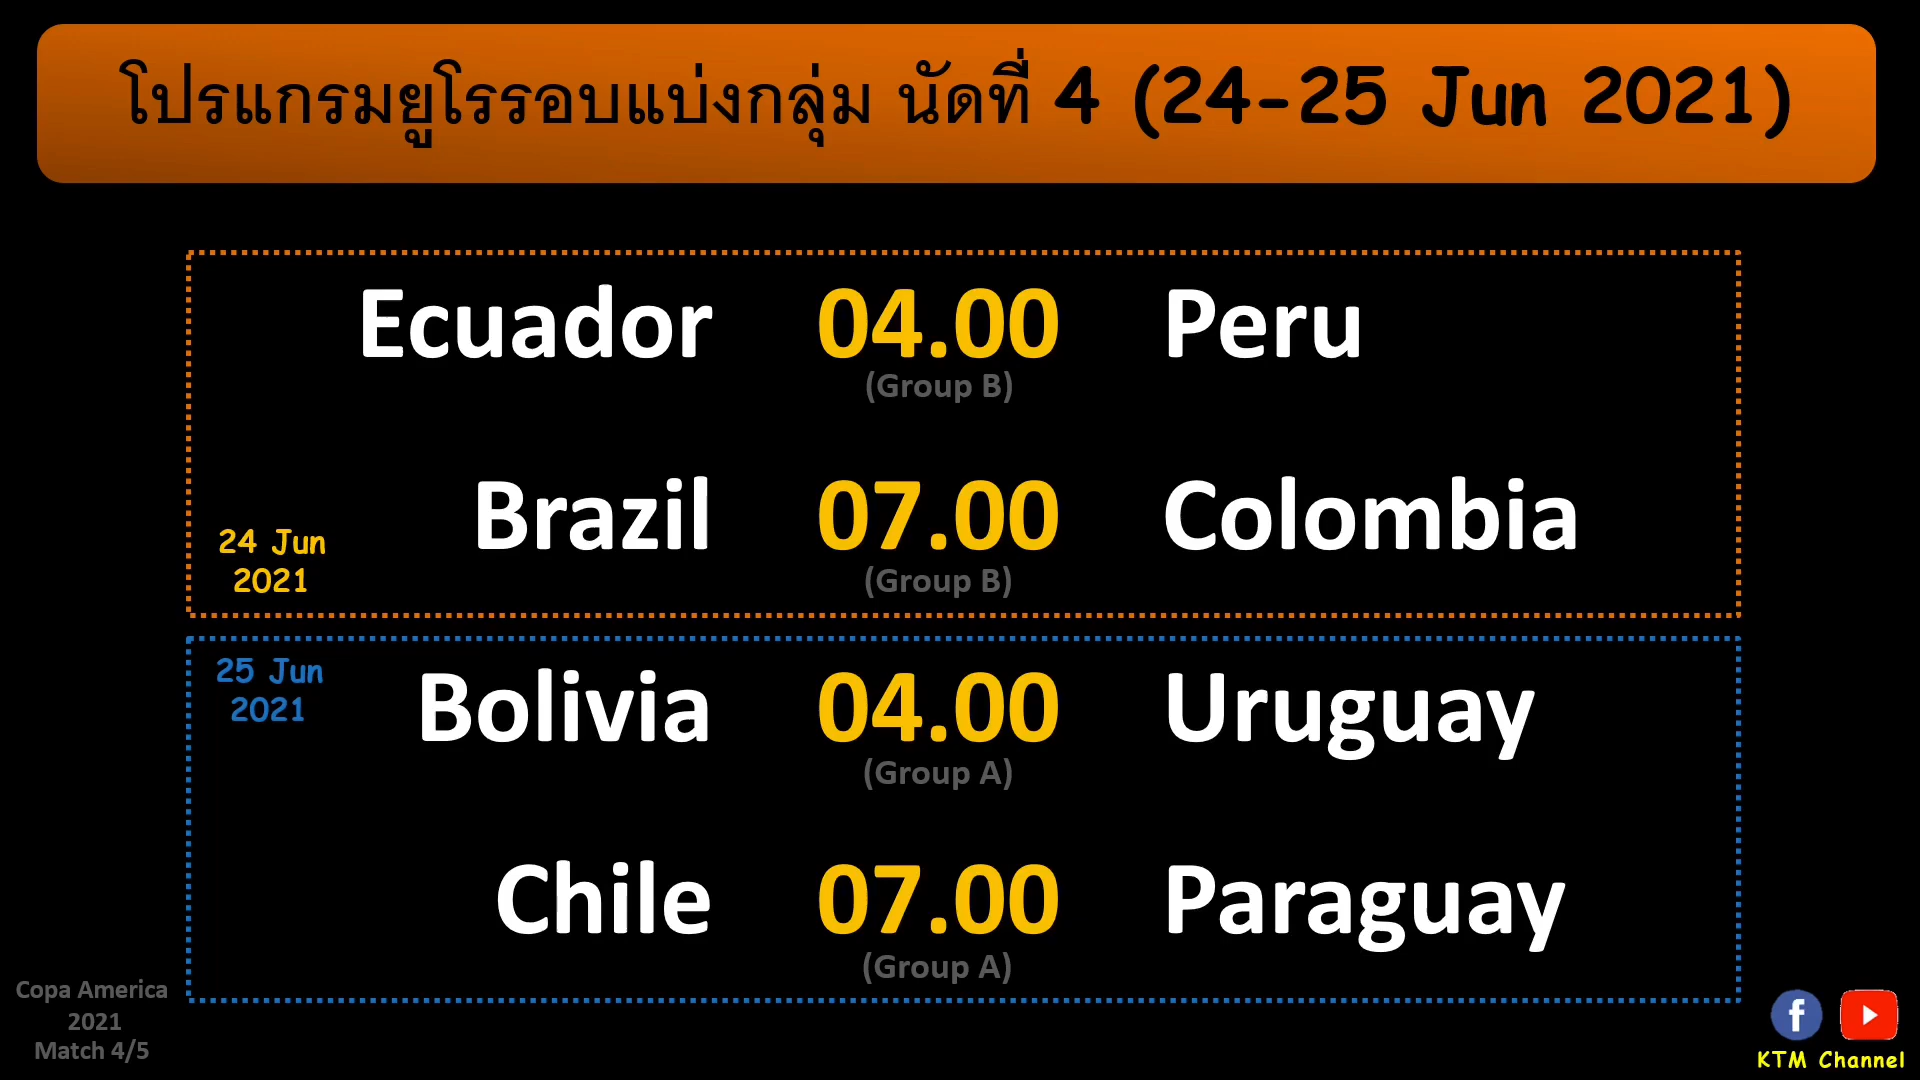 โปรแกรมยูโรรอบแบ่งกลุ่ม นัดที่ 4 (24-25 Jun 2021)
Ecuador 04.00 Peru
(Group B)
Brazil 07.00 Colombia
(Group B)
24 Jun
2021
25 Jun
2021
Bolivia 04.00 Uruguay
(Group A)
Chile 07.00 Paraguay
(Group A)
Copa America
2021
Match 4/5
KTM Channel